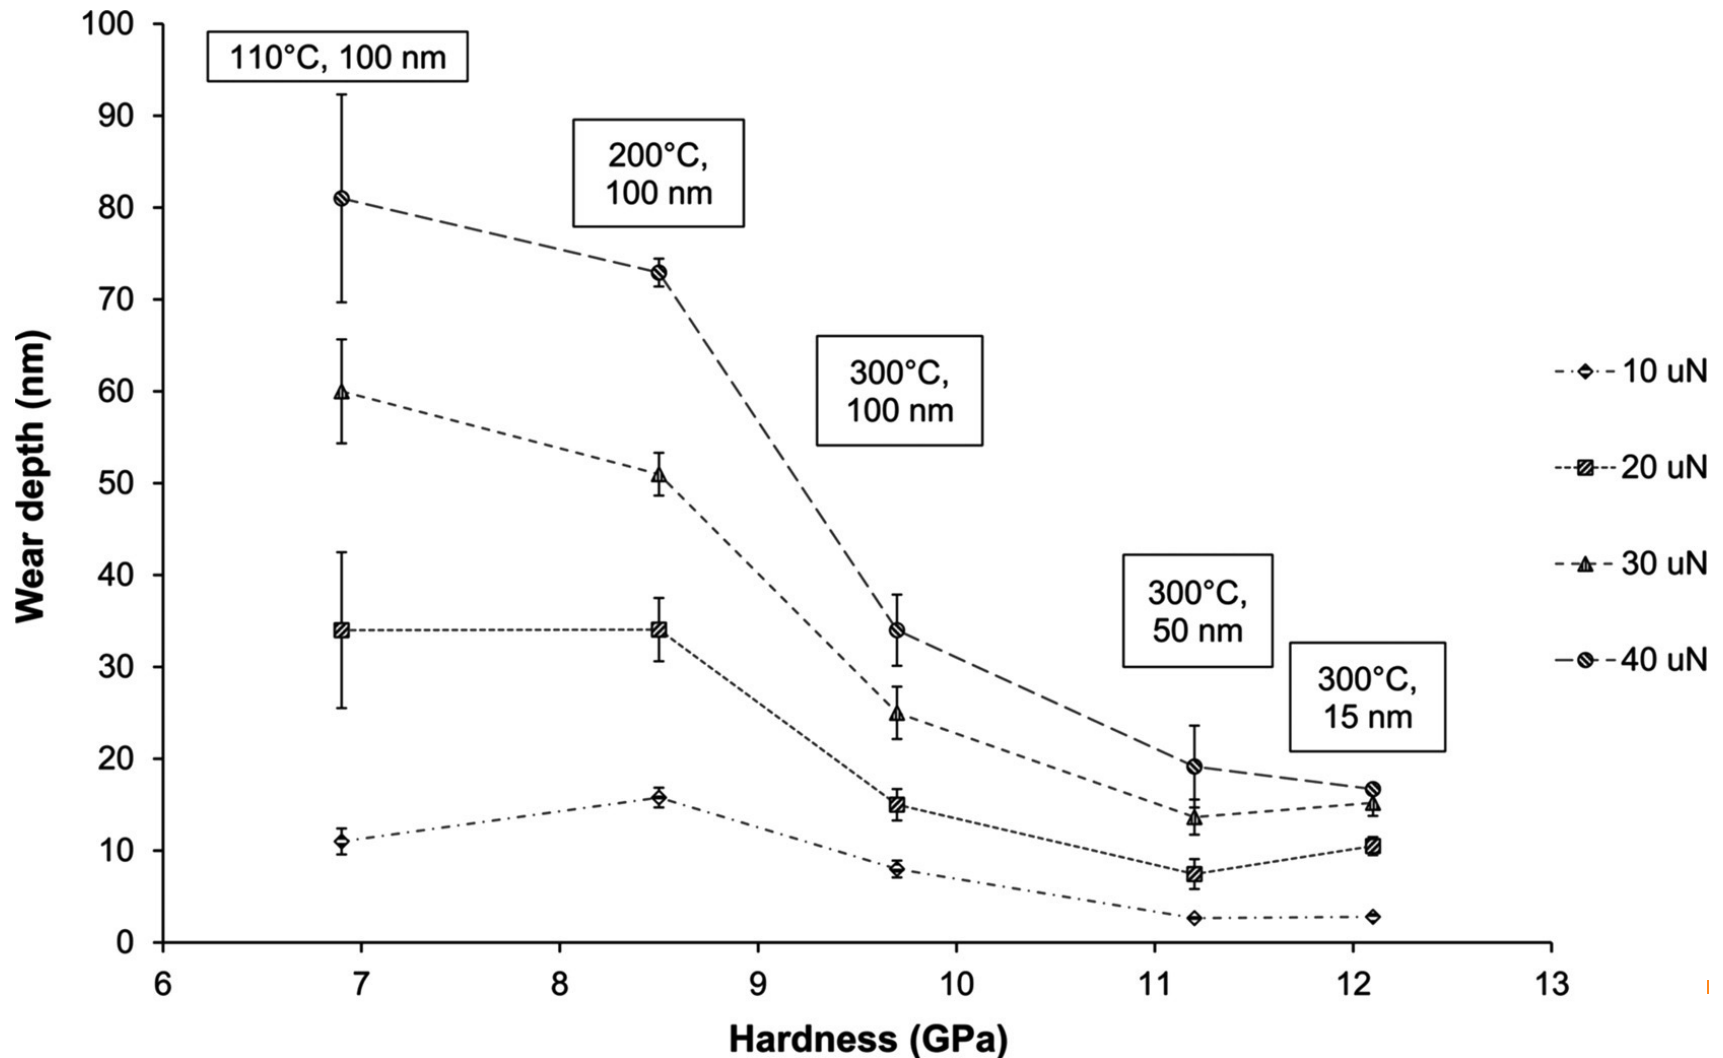 100
90
80
70
60
50
40
30
20
10
0
Wear depth (nm)
110°C, 100 nm
200°C,
100 nm
300°C,
100 nm
300°C,
50 nm
300°C,
15 nm
10 uN
20 uN
30 uN
40 uN
6 7 8 9 10 11 12 13
Hardness (GPa)